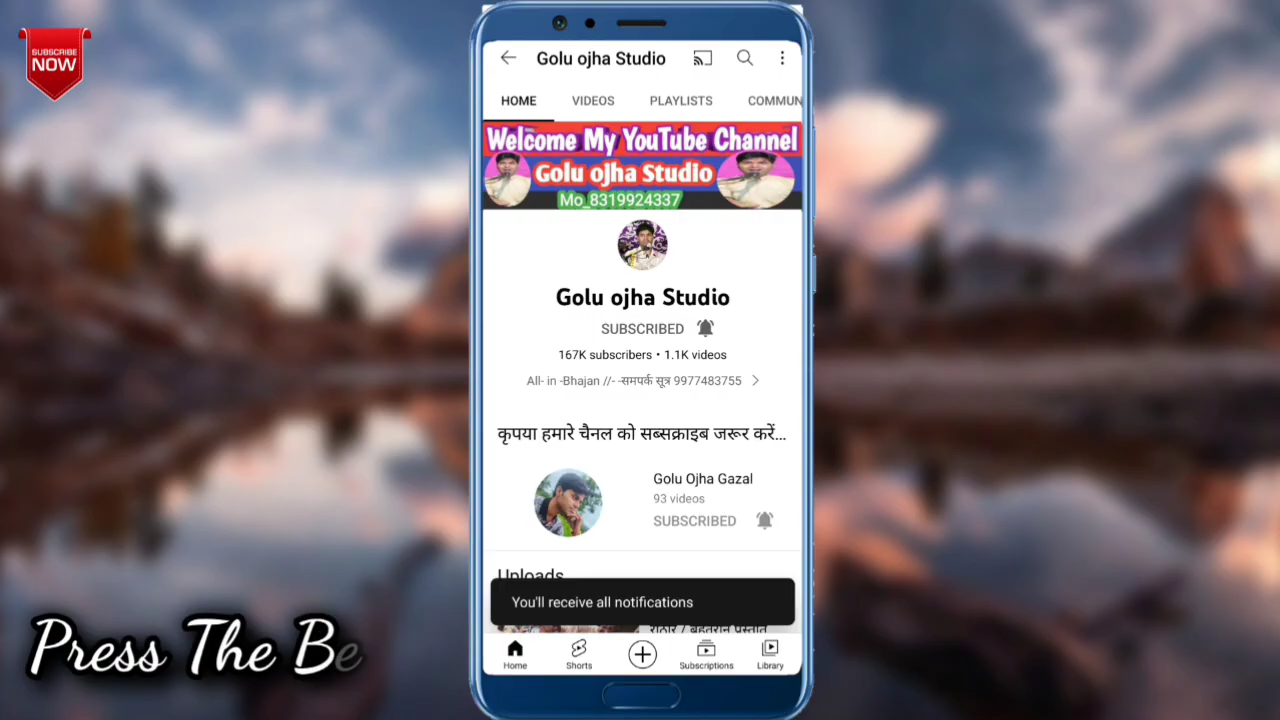 SUBSCRIBE
NOW
Golu ojha Studio
HOME VIDEOS PLAYLISTS COMMUN
Welcome My YouTube Channel
Golu ojha Studio
Mo_8319924337
Golu ojha Studio
SUBSCRIBED
167K subscribers • 1.1K videos
All- in -Bhajan //- -समपर्क सूत्र 9977483755
कृपया हमारे चैनल को सब्सक्राइब जरूर करें...
Golu Ojha Gazal
93 videos
SUBSCRIBED
Uploads
You'll receive all notifications
Home Shorts Subscriptions Library
Press The Be